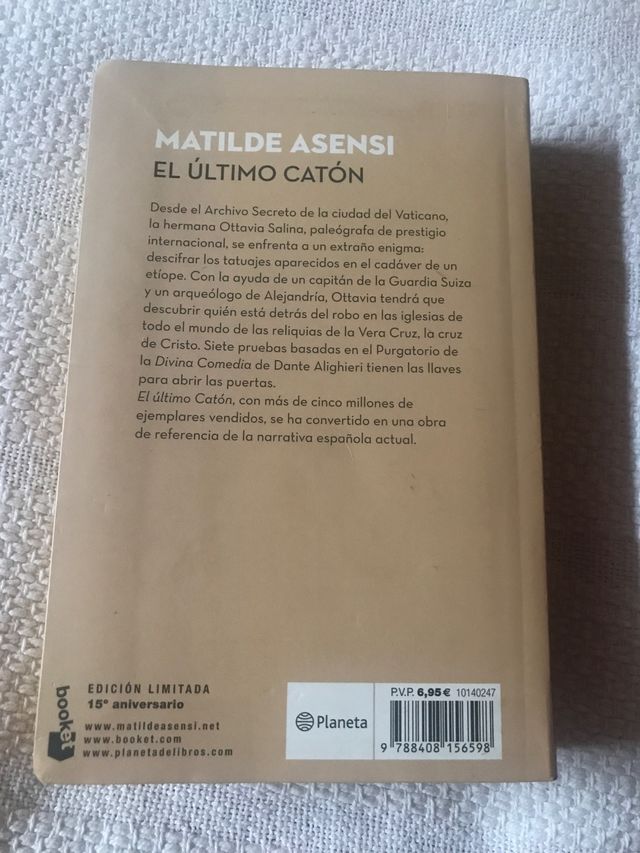 MATILDE ASENSI
EL ÚLTIMO CATÓN
Desde el Archivo Secreto de la ciudad del Vaticano,
la hermana Ottavia Salina, paleógrafa de prestigio
internacional, se enfrenta a un extraño enigma:
descifrar los tatuajes aparecidos en el cadáver de un
etíope. Con la ayuda de un capitán de la Guardia Suiza
y un arqueólogo de Alejandría, Ottavia tendrá que
descubrir quién está detrás del robo en las iglesias de
todo el mundo de las reliquias de la Vera Cruz, la cruz
de Cristo. Siete pruebas basadas en el Purgatorio de
la Divina Comedia de Dante Alighieri tienen las llaves
para abrir las puertas.
El último Catón, con más de cinco millones de
ejemplares vendidos, se ha convertido en una obra
de referencia de la narrativa española actual.
booket
EDICIÓN LIMITADA
15º aniversario
www.matildeasensi.net
www.booket.com
www.planetadelibros.com
Planeta
P.V.P. 6,95 € 10140247
9 788408 156598